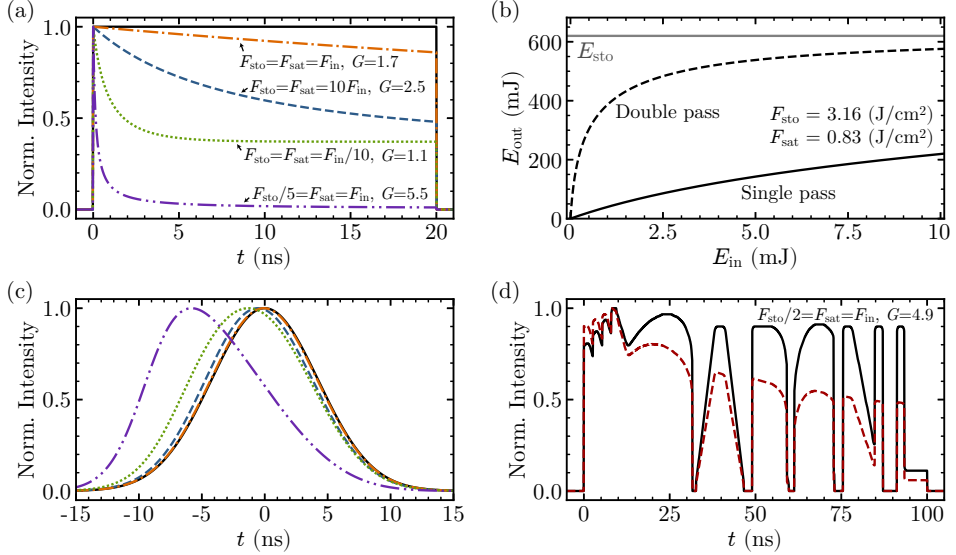 (a)
Norm. Intensity
1.0
0.5
0.0
F_sto=F_sat=F_in, G=1.7
F_sto=F_sat=10F_in, G=2.5
F_sto=F_sat=F_in/10, G=1.1
F_sto/5=F_sat=F_in, G=5.5
0 5 10 15 20
t (ns)
(b)
E_out (mJ)
600
400
200
0
E_sto
Double pass
F_sto = 3.16 (J/cm²)
F_sat = 0.83 (J/cm²)
Single pass
0 2.5 5.0 7.5 10
E_in (mJ)
(c)
Norm. Intensity
1.0
0.5
0.0
-15 -10 -5 0 5 10 15
t (ns)
(d)
Norm. Intensity
1.0
0.5
0.0
F_sto/2=F_sat=F_in, G=4.9
0 25 50 75 100
t (ns)